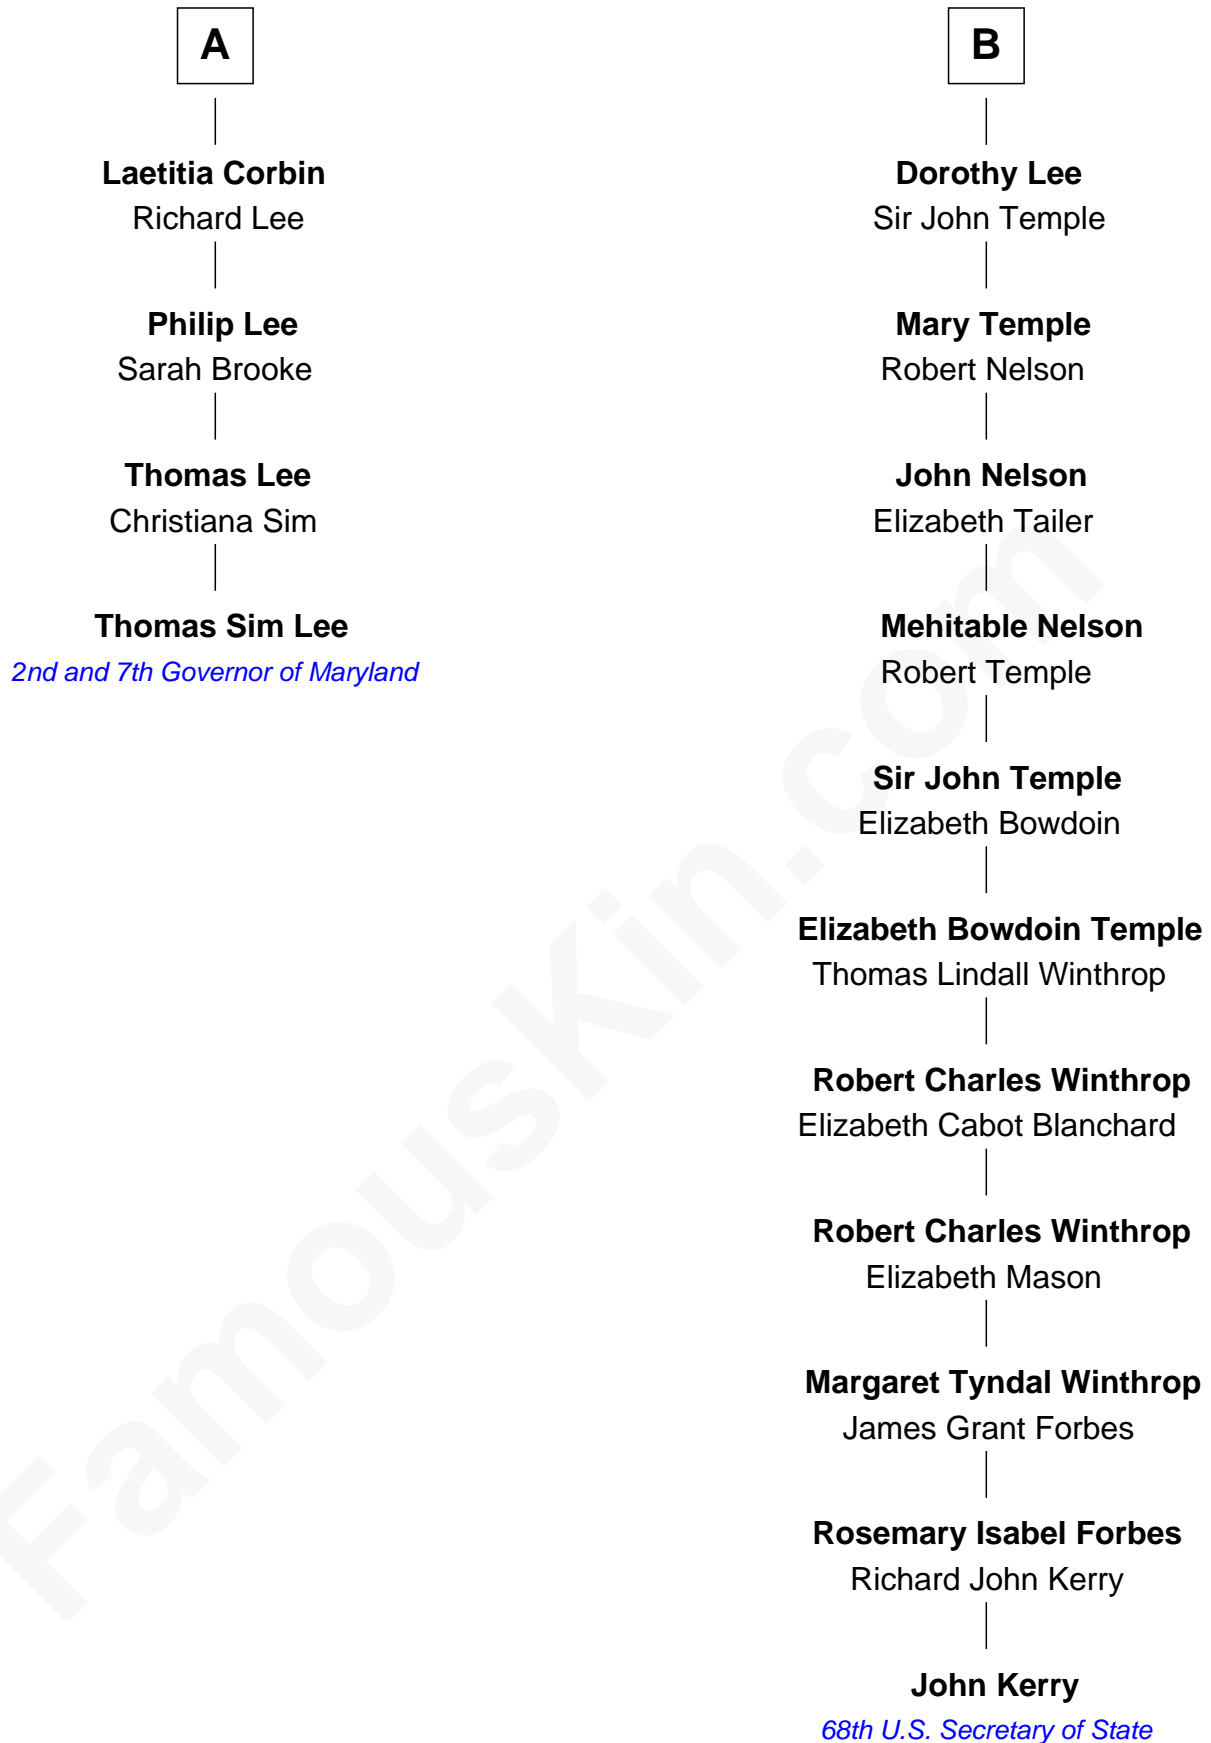 A
Laetitia Corbin
Richard Lee
Philip Lee
Sarah Brooke
Thomas Lee
Christiana Sim
Thomas Sim Lee
2nd and 7th Governor of Maryland
B
Dorothy Lee
Sir John Temple
Mary Temple
Robert Nelson
John Nelson
Elizabeth Tailer
Mehitable Nelson
Robert Temple
Sir John Temple
Elizabeth Bowdoin
Elizabeth Bowdoin Temple
Thomas Lindall Winthrop
Robert Charles Winthrop
Elizabeth Cabot Blanchard
Robert Charles Winthrop
Elizabeth Mason
Margaret Tyndal Winthrop
James Grant Forbes
Rosemary Isabel Forbes
Richard John Kerry
John Kerry
68th U.S. Secretary of State
FamousKin.com